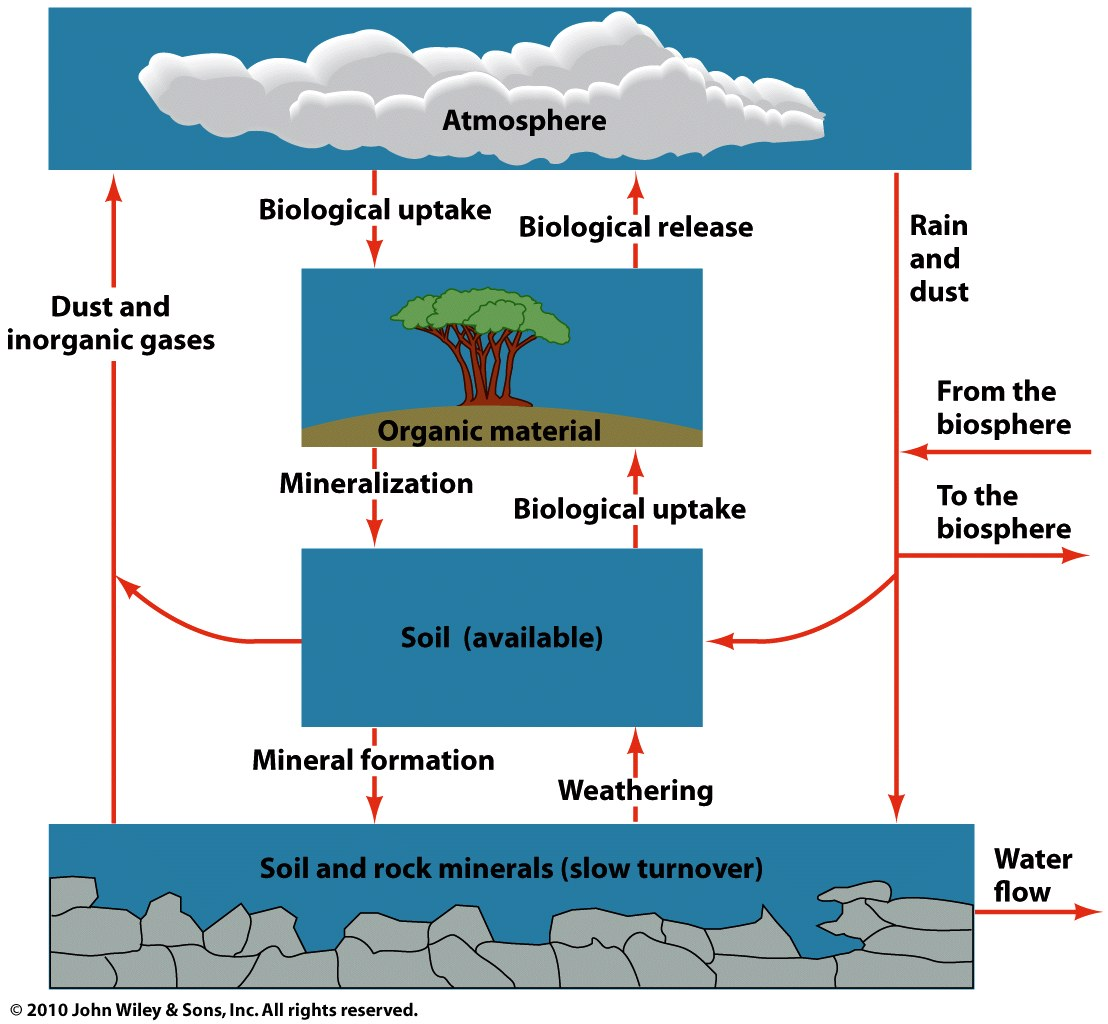 Atmosphere
Biological uptake
Biological release
Rain
and
dust
Dust and
inorganic gases
From the
biosphere
Organic material
Mineralization
Biological uptake
To the
biosphere
Soil (available)
Mineral formation
Weathering
Soil and rock minerals (slow turnover)
Water
flow
© 2010 John Wiley & Sons, Inc. All rights reserved.